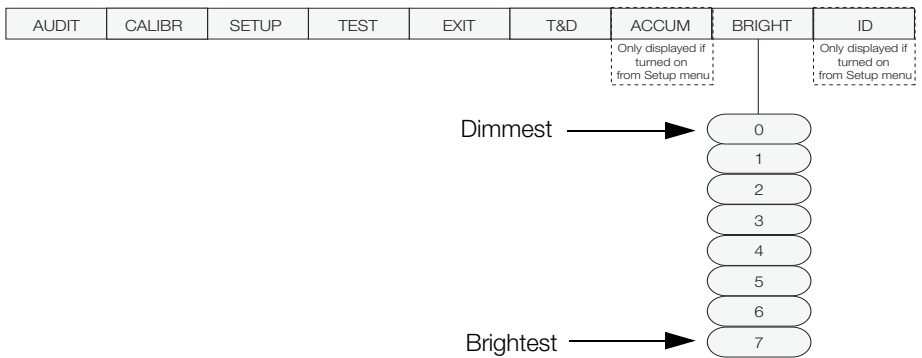 AUDIT CALIBR SETUP TEST EXIT T&D ACCUM BRIGHT ID
Only displayed if
turned on
from Setup menu
Only displayed if
turned on
from Setup menu
Dimmest
0
1
2
3
4
5
6
Brightest
7